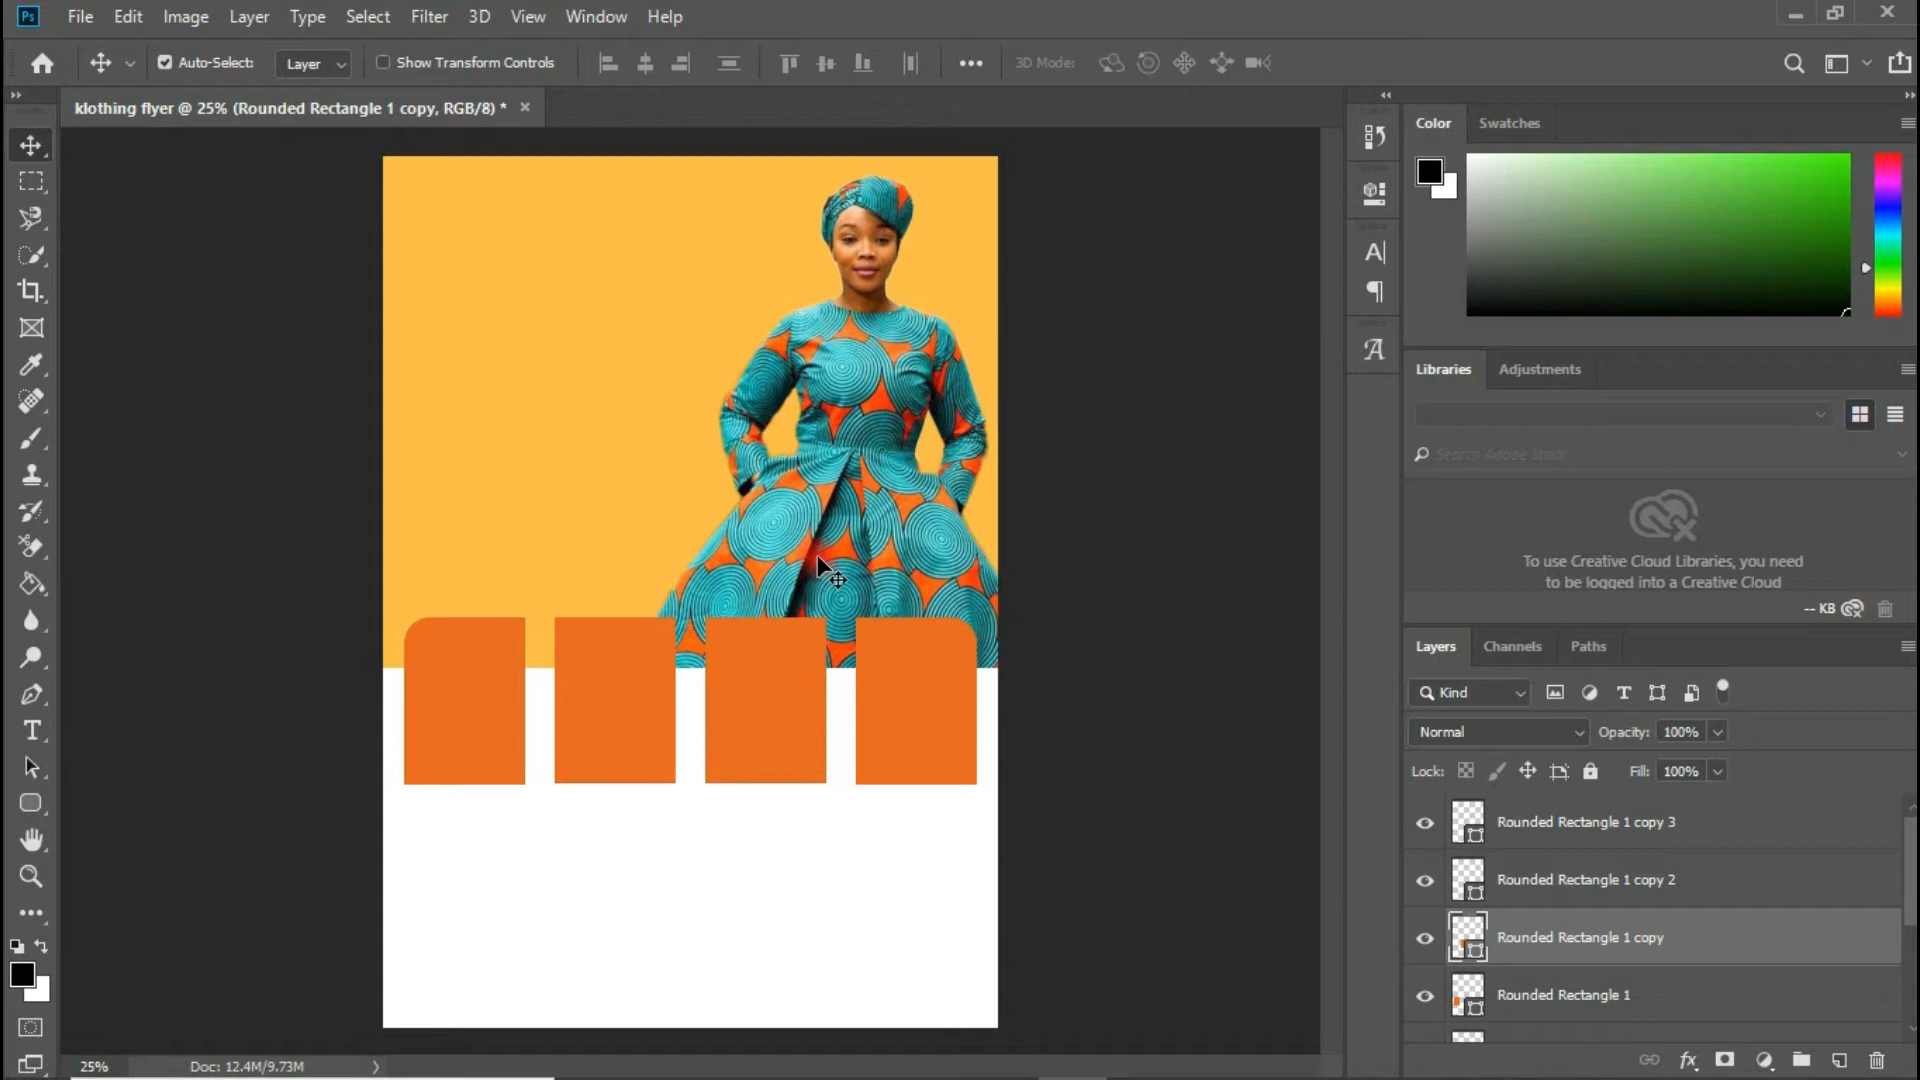 Ps File Edit Image Layer Type Select Filter 3D View Window Help
Auto-Select: Layer Show Transform Controls 3D Mode:
klothing flyer @ 25% (Rounded Rectangle 1 copy, RGB/8) *
Color Swatches
Libraries Adjustments
Search Adobe Stock
To use Creative Cloud Libraries, you need
to be logged into a Creative Cloud
-- KB
Layers Channels Paths
Kind
Normal Opacity: 100%
Lock: Fill: 100%
Rounded Rectangle 1 copy 3
Rounded Rectangle 1 copy 2
Rounded Rectangle 1 copy
Rounded Rectangle 1
25% Doc: 12.4M/9.73M